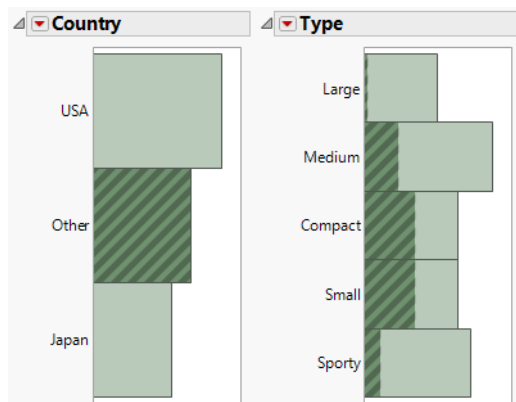 Country
USA
Other
Japan
Type
Large
Medium
Compact
Small
Sporty